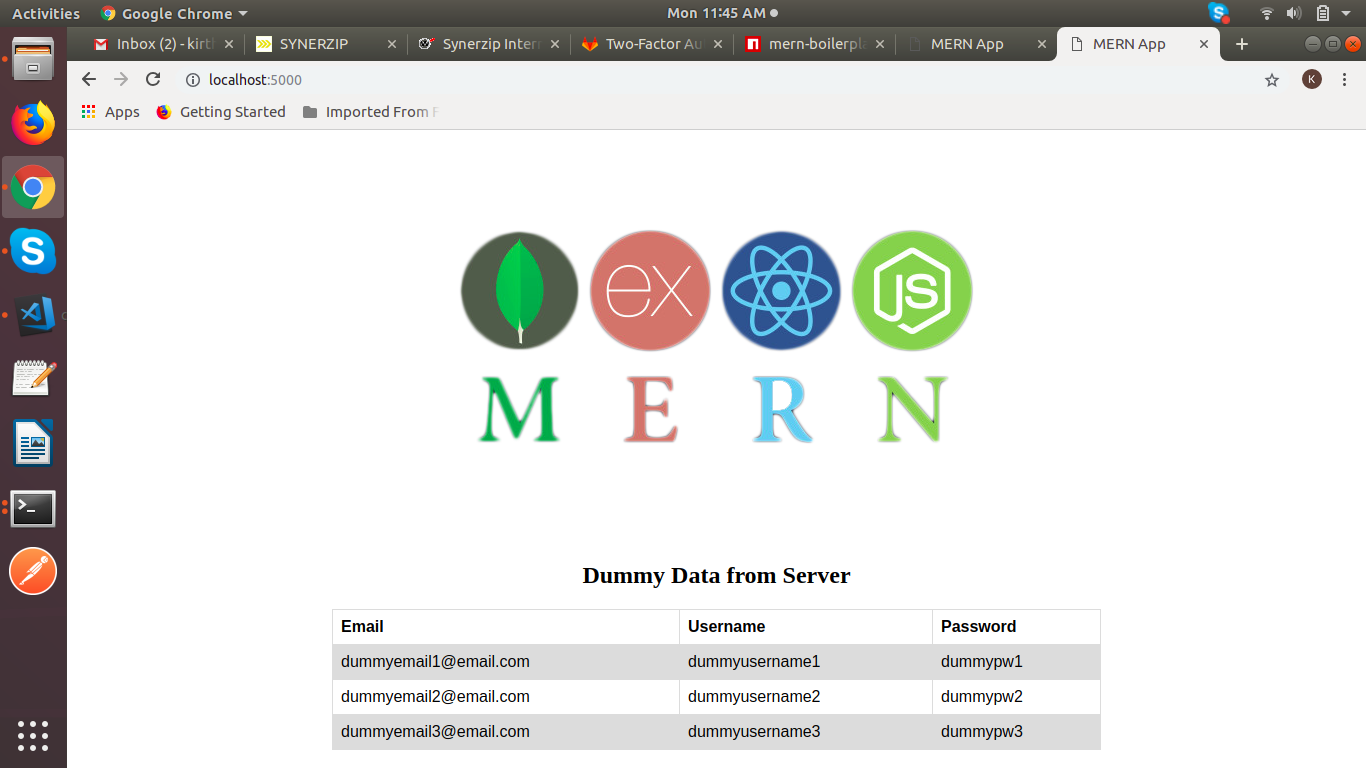 Activities Google Chrome Mon 11:45 AM
Inbox (2) - kirt SYNERZIP Synerzip Inter Two-Factor Au mern-boilerpl MERN App MERN App
localhost:5000 K
Apps Getting Started Imported From F
ex JS
M E R N
Dummy Data from Server
Email Username Password
dummyemail1@email.com dummyusername1 dummypw1
dummyemail2@email.com dummyusername2 dummypw2
dummyemail3@email.com dummyusername3 dummypw3